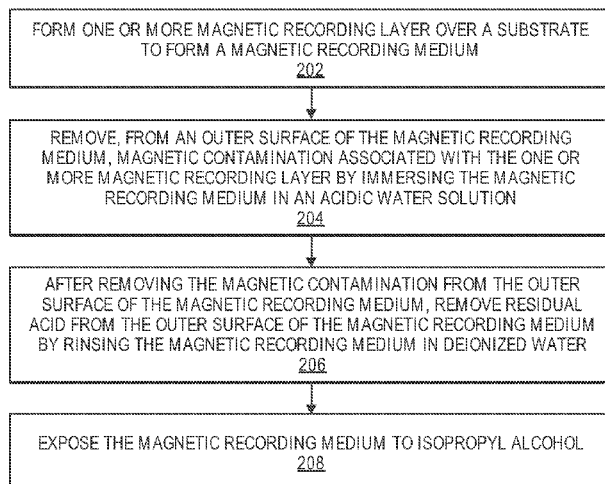 FORM ONE OR MORE MAGNETIC RECORDING LAYER OVER A SUBSTRATE
TO FORM A MAGNETIC RECORDING MEDIUM
202
REMOVE, FROM AN OUTER SURFACE OF THE MAGNETIC RECORDING
MEDIUM, MAGNETIC CONTAMINATION ASSOCIATED WITH THE ONE OR
MORE MAGNETIC RECORDING LAYER BY IMMERSING THE MAGNETIC
RECORDING MEDIUM IN AN ACIDIC WATER SOLUTION
204
AFTER REMOVING THE MAGNETIC CONTAMINATION FROM THE OUTER
SURFACE OF THE MAGNETIC RECORDING MEDIUM, REMOVE RESIDUAL
ACID FROM THE OUTER SURFACE OF THE MAGNETIC RECORDING MEDIUM
BY RINSING THE MAGNETIC RECORDING MEDIUM IN DEIONIZED WATER
206
EXPOSE THE MAGNETIC RECORDING MEDIUM TO ISOPROPYL ALCOHOL
208